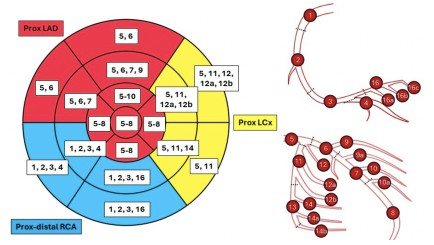 Prox LAD
5, 6
5, 6
5, 6, 7, 9
5, 11, 12,
12a, 12b
5, 6, 7
5-10
5, 11,
12a, 12b
5-8
5-8
5-8
Prox LCx
1, 2, 3, 4
5-8
5, 11, 14
1, 2, 3, 4
1, 2, 3, 16
5, 11
1, 2, 3, 16
Prox-distal RCA
1
2
3
4
16
16a
16b
16c
5
6
9
9a
11
12
7
10
10a
12a
12b
13
14
14a
14b
8